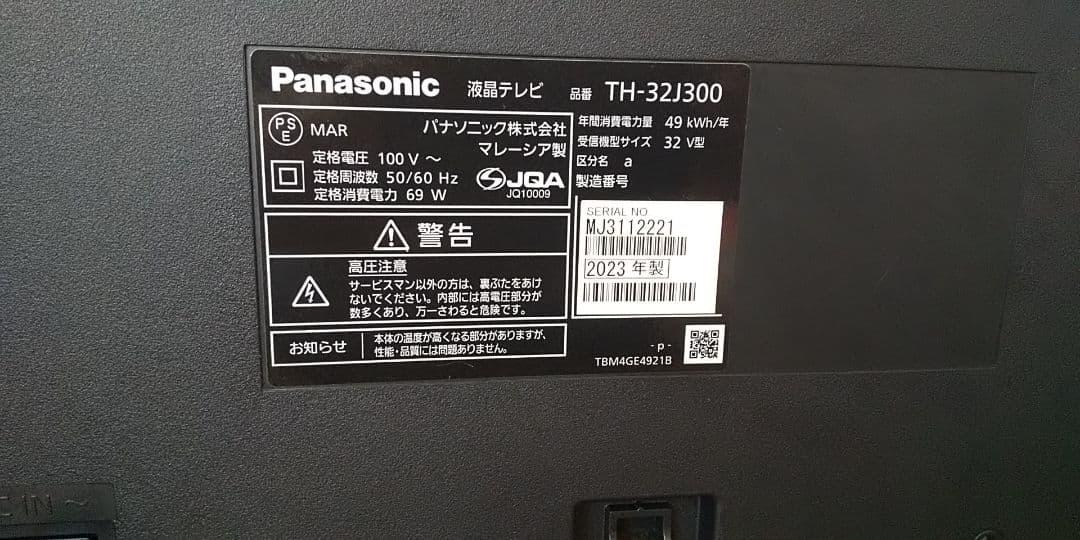 Panasonic 液晶テレビ 品番 TH-32J300
PSE MAR パナソニック株式会社
マレーシア製
定格電圧 100 V ～
定格周波数 50/60 Hz
定格消費電力 69 W
JQA
JQ10009
年間消費電力量 49 kWh/年
受信機型サイズ 32 V型
区分名 a
製造番号
SERIAL NO
MJ3112221
2023 年製
警告
高圧注意
サービスマン以外の方は、裏ぶたをあけ
ないでください。内部には高電圧部分が
数多くあり、万一さわると危険です。
お知らせ
本体の温度が高くなる部分がありますが、
性能・品質には問題ありません。
- p -
TBM4GE4921B
C IN ～